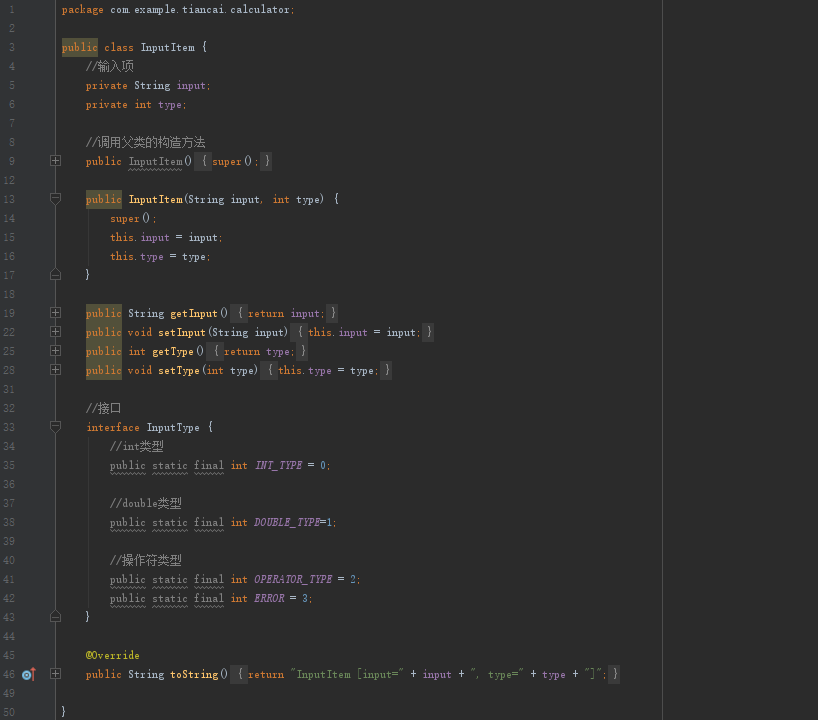 1 package com.example.tiancai.calculator;
2
3 public class InputItem {
4 //输入项
5 private String input;
6 private int type;
7
8 //调用父类的构造方法
9 public InputItem() { super(); }
12
13 public InputItem(String input, int type) {
14 super();
15 this.input = input;
16 this.type = type;
17 }
18
19 public String getInput() { return input; }
22 public void setInput(String input) { this.input = input; }
25 public int getType() { return type; }
28 public void setType(int type) { this.type = type; }
31
32 //接口
33 interface InputType {
34 //int类型
35 public static final int INT_TYPE = 0;
36
37 //double类型
38 public static final int DOUBLE_TYPE=1;
39
40 //操作符类型
41 public static final int OPERATOR_TYPE = 2;
42 public static final int ERROR = 3;
43 }
44
45 @Override
46 public String toString() { return "InputItem [input=" + input + ", type=" + type + "]"; }
49
50 }